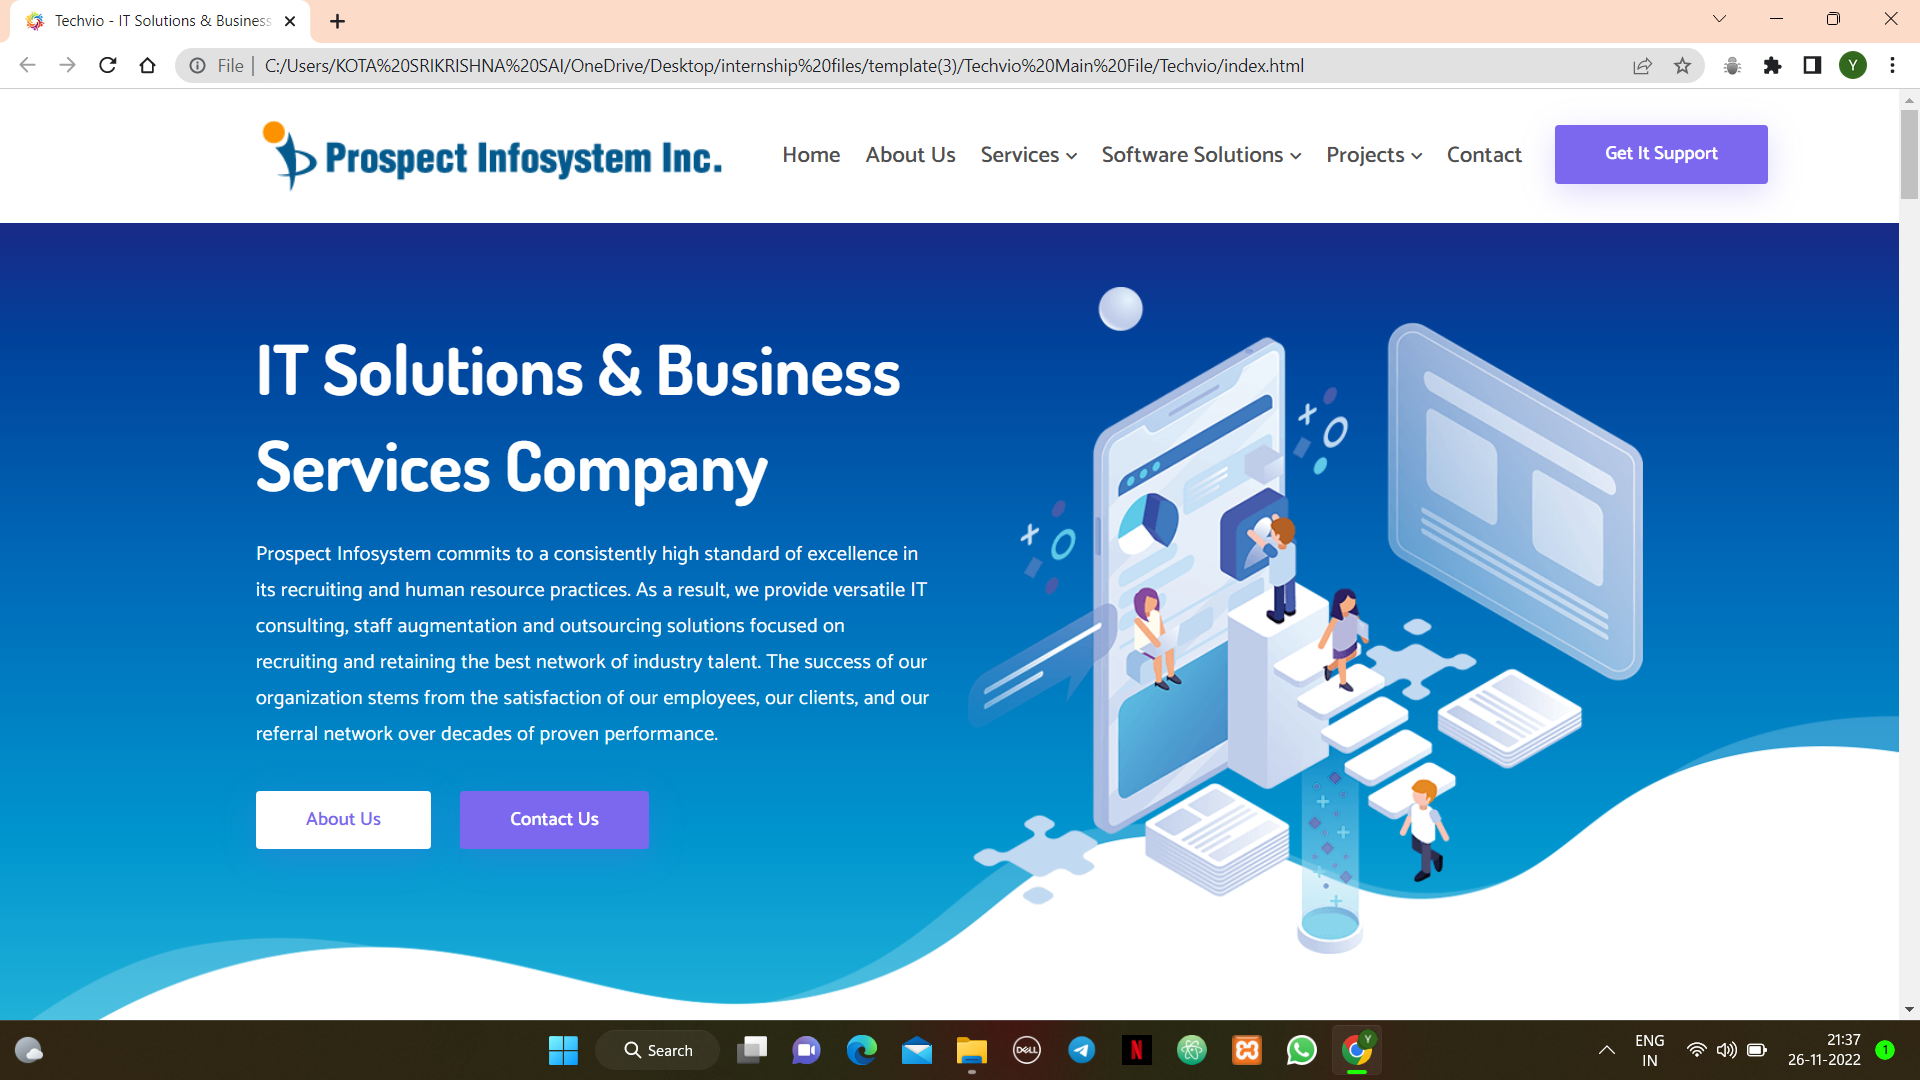 Techvio - IT Solutions & Business
File | C:/Users/KOTA%20SRIKRISHNA%20SAI/OneDrive/Desktop/internship%20files/template(3)/Techvio%20Main%20File/Techvio/index.html
Y
Prospect Infosystem Inc.
Home About Us Services Software Solutions Projects Contact
Get It Support
IT Solutions & Business
Services Company
Prospect Infosystem commits to a consistently high standard of excellence in
its recruiting and human resource practices. As a result, we provide versatile IT
consulting, staff augmentation and outsourcing solutions focused on
recruiting and retaining the best network of industry talent. The success of our
organization stems from the satisfaction of our employees, our clients, and our
referral network over decades of proven performance.
About Us
Contact Us
Search
DELL
N
Y
ENG
IN
21:37
26-11-2022
1